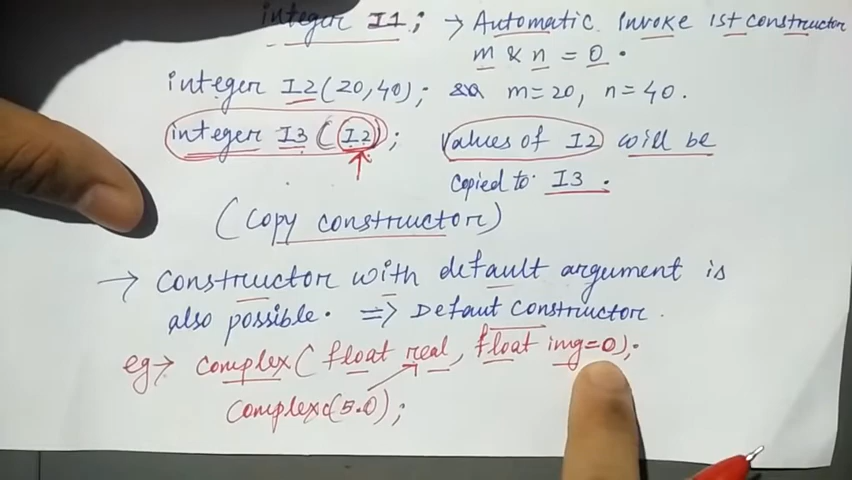 integer I1; → Automatic invoke 1st constructor
m & n = 0.
integer I2(20,40); m=20, n=40.
integer I3(I2); values of I2 will be
copied to I3.
(Copy constructor)
→ Constructor with default argument is
also possible. => Defaut constructor.
eg→ Complex( float real, float img=0);
Complex c(5.0);